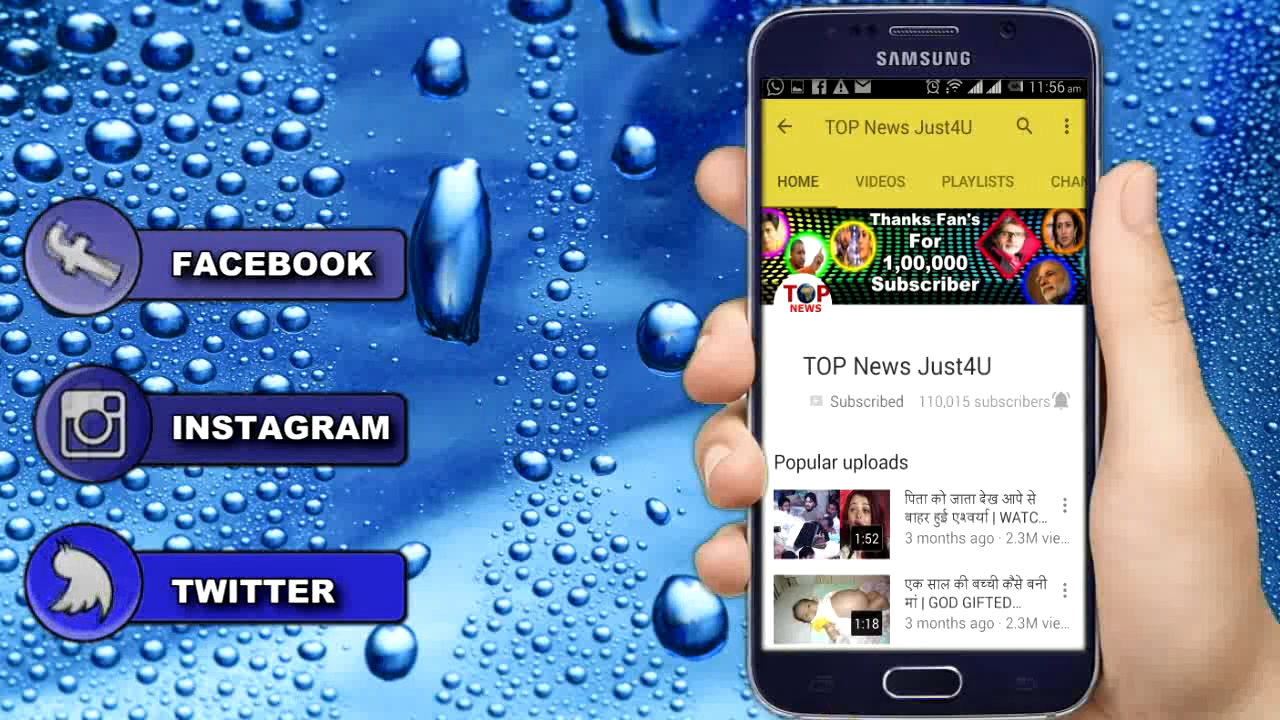 FACEBOOK
INSTAGRAM
TWITTER
SAMSUNG
11:56 am
TOP News Just4U
HOME VIDEOS PLAYLISTS CHAN
Thanks Fan's
For
1,00,000
Subscriber
TOP
NEWS
TOP News Just4U
Subscribed 110,015 subscribers
Popular uploads
पिता को जाता देख आपे से
बाहर हुई एश्वर्या | WATC...
3 months ago · 2.3M vie...
1:52
एक साल की बच्ची कैसे बनी
मां | GOD GIFTED...
3 months ago · 2.3M vie...
1:18